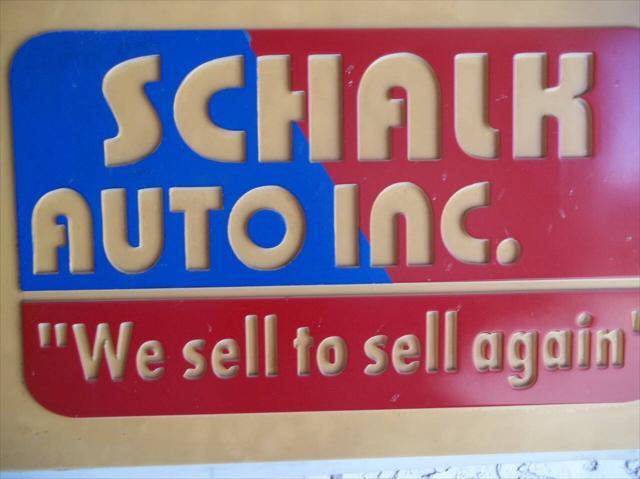 SCHALK
AUTO INC.
"We sell to sell again"